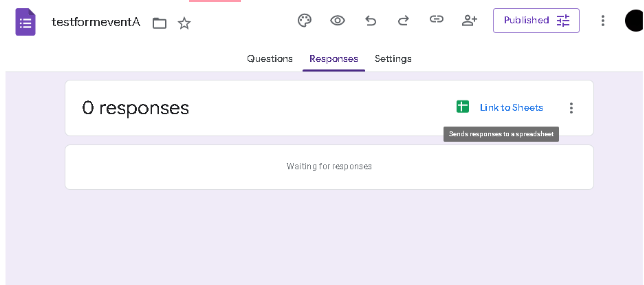 testformeventA
Published
Questions Responses Settings
0 responses
Link to Sheets
Sends responses to a spreadsheet
Waiting for responses